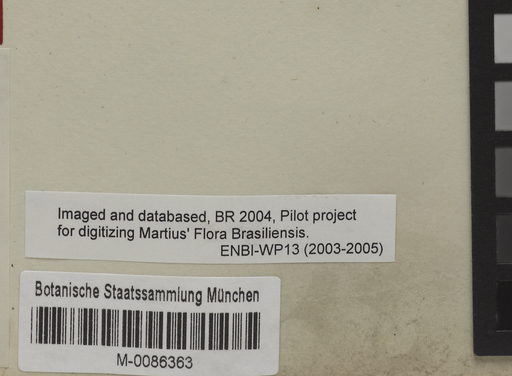 Imaged and databased, BR 2004, Pilot project
for digitizing Martius' Flora Brasiliensis.
ENBI-WP13 (2003-2005)
Botanische Staatssammlung München
M-0086363